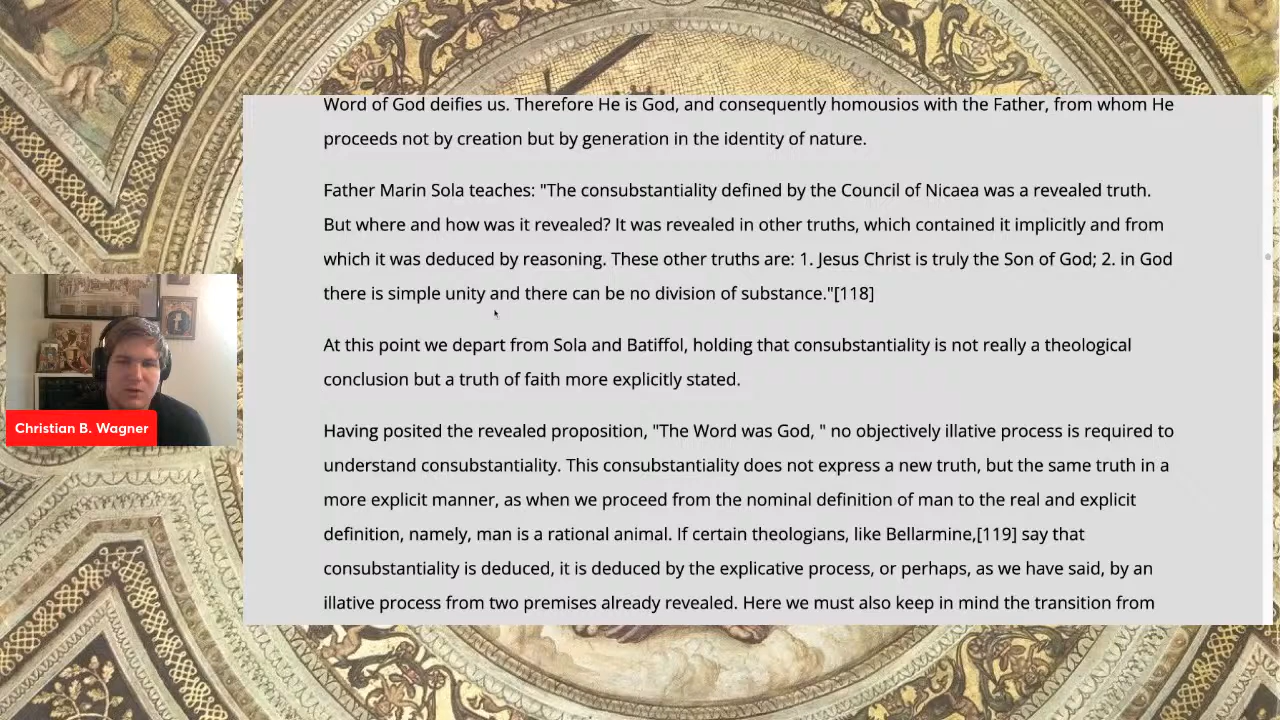 Word of God deifies us. Therefore He is God, and consequently homousios with the Father, from whom He
proceeds not by creation but by generation in the identity of nature.
Father Marin Sola teaches: "The consubstantiality defined by the Council of Nicaea was a revealed truth.
But where and how was it revealed? It was revealed in other truths, which contained it implicitly and from
which it was deduced by reasoning. These other truths are: 1. Jesus Christ is truly the Son of God; 2. in God
there is simple unity and there can be no division of substance."[118]
At this point we depart from Sola and Batiffol, holding that consubstantiality is not really a theological
conclusion but a truth of faith more explicitly stated.
Having posited the revealed proposition, "The Word was God, " no objectively illative process is required to
understand consubstantiality. This consubstantiality does not express a new truth, but the same truth in a
more explicit manner, as when we proceed from the nominal definition of man to the real and explicit
definition, namely, man is a rational animal. If certain theologians, like Bellarmine,[119] say that
consubstantiality is deduced, it is deduced by the explicative process, or perhaps, as we have said, by an
illative process from two premises already revealed. Here we must also keep in mind the transition from
Christian B. Wagner